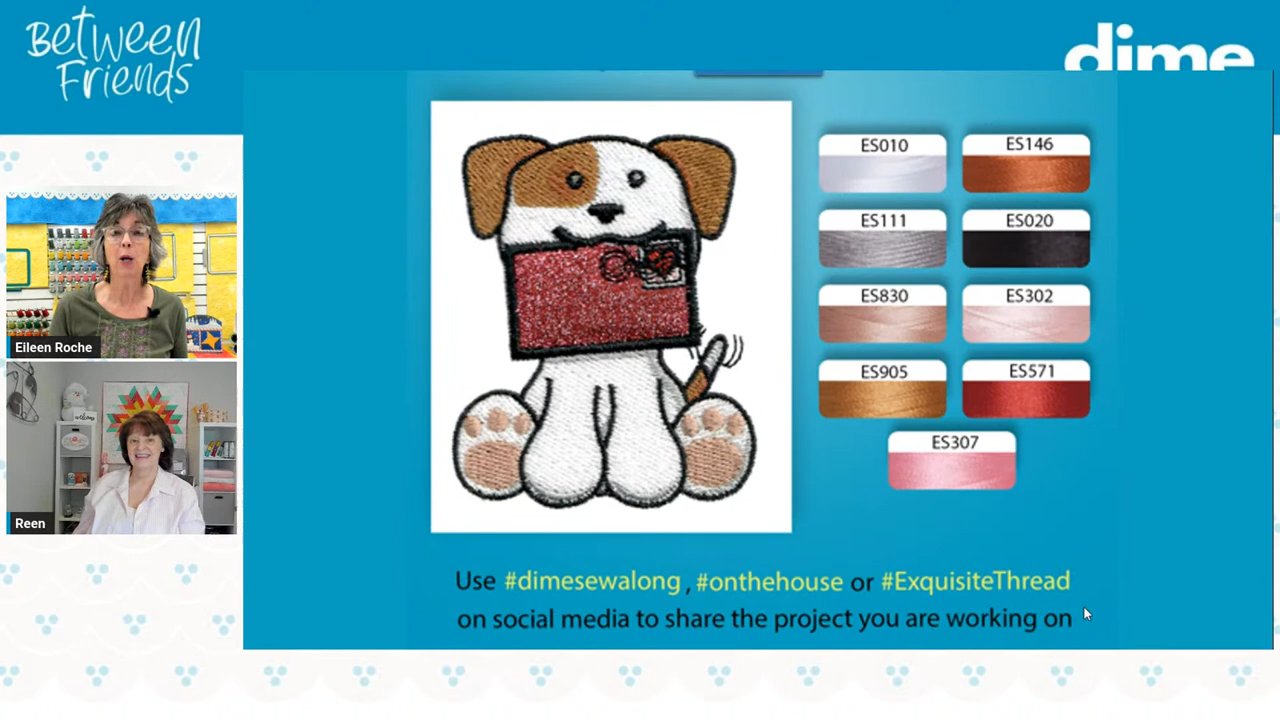 Between
Friends
dime
ES010
ES146
ES111
ES020
ES830
ES302
ES905
ES571
ES307
Eileen Roche
welcome
Reen
Use #dimesewalong, #onthehouse or #ExquisiteThread
on social media to share the project you are working on